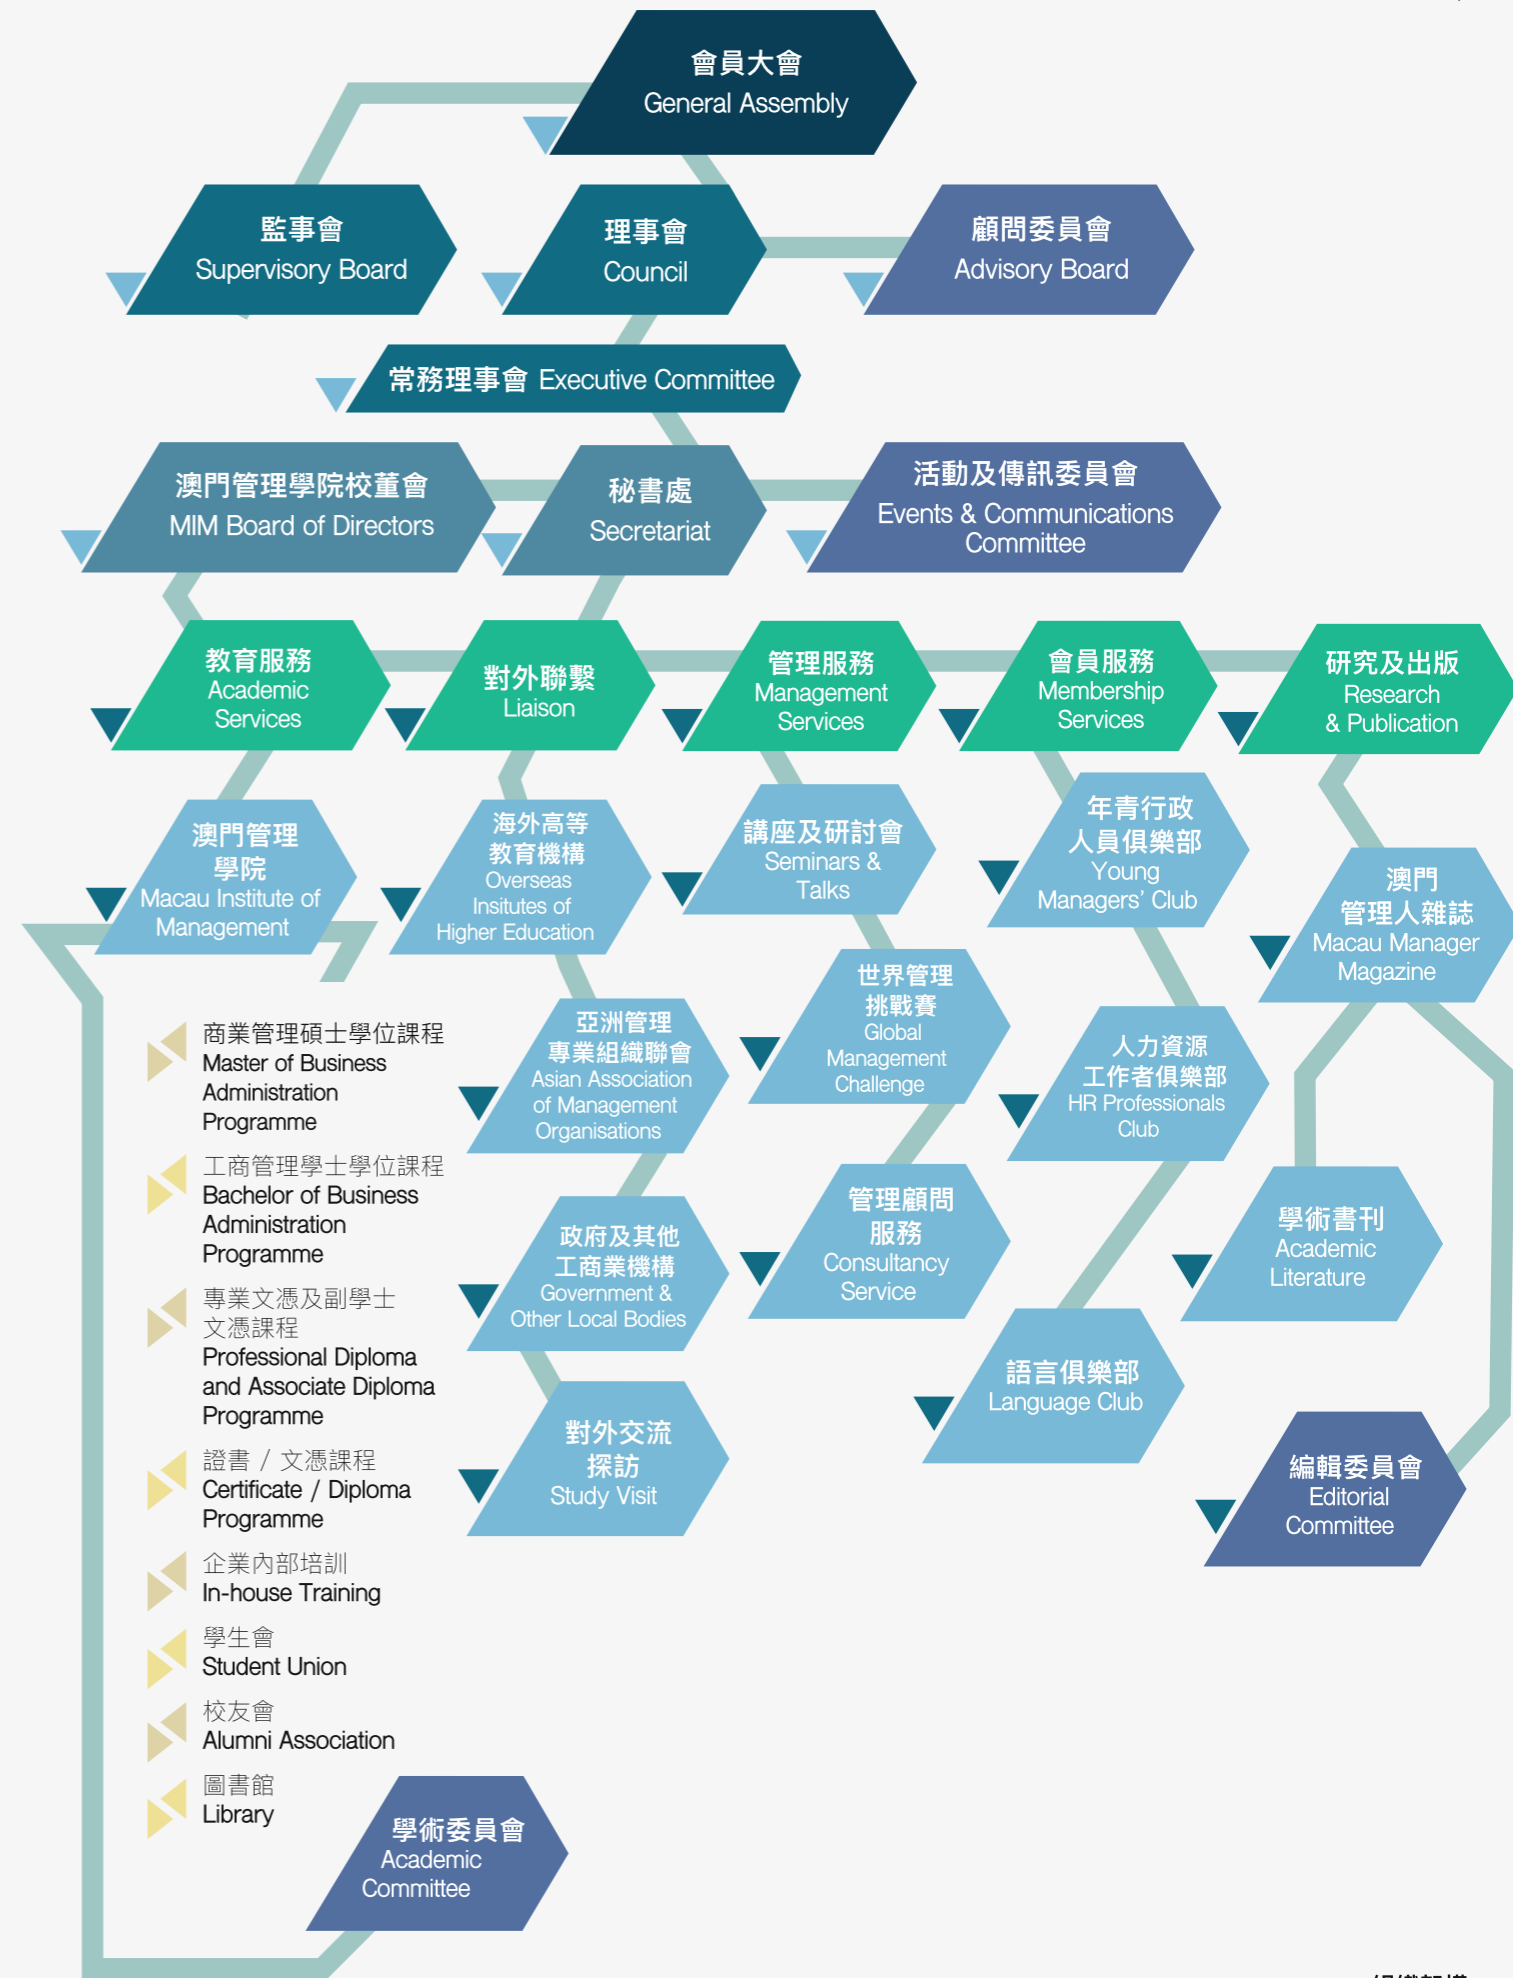 會員大會
General Assembly
監事會
Supervisory Board
理事會
Council
顧問委員會
Advisory Board
常務理事會 Executive Committee
澳門管理學院校董會
MIM Board of Directors
秘書處
Secretariat
活動及傳訊委員會
Events & Communications
Committee
教育服務
Academic
Services
對外聯繫
Liaison
管理服務
Management
Services
會員服務
Membership
Services
研究及出版
Research
& Publication
澳門管理
學院
Macau Institute of
Management
海外高等
教育機構
Overseas
Insitutes of
Higher Education
講座及研討會
Seminars &
Talks
年青行政
人員俱樂部
Young
Managers’ Club
澳門
管理人雜誌
Macau Manager
Magazine
世界管理
挑戰賽
Global
Management
Challenge
亞洲管理
專業組織聯會
Asian Association
of Management
Organisations
人力資源
工作者俱樂部
HR Professionals
Club
管理顧問
服務
Consultancy
Service
政府及其他
工商業機構
Government &
Other Local Bodies
學術書刊
Academic
Literature
語言俱樂部
Language Club
對外交流
探訪
Study Visit
編輯委員會
Editorial
Committee
商業管理碩士學位課程
Master of Business
Administration
Programme
工商管理學士學位課程
Bachelor of Business
Administration
Programme
專業文憑及副學士
文憑課程
Professional Diploma
and Associate Diploma
Programme
證書 / 文憑課程
Certificate / Diploma
Programme
企業內部培訓
In-house Training
學生會
Student Union
校友會
Alumni Association
圖書館
Library
學術委員會
Academic
Committee